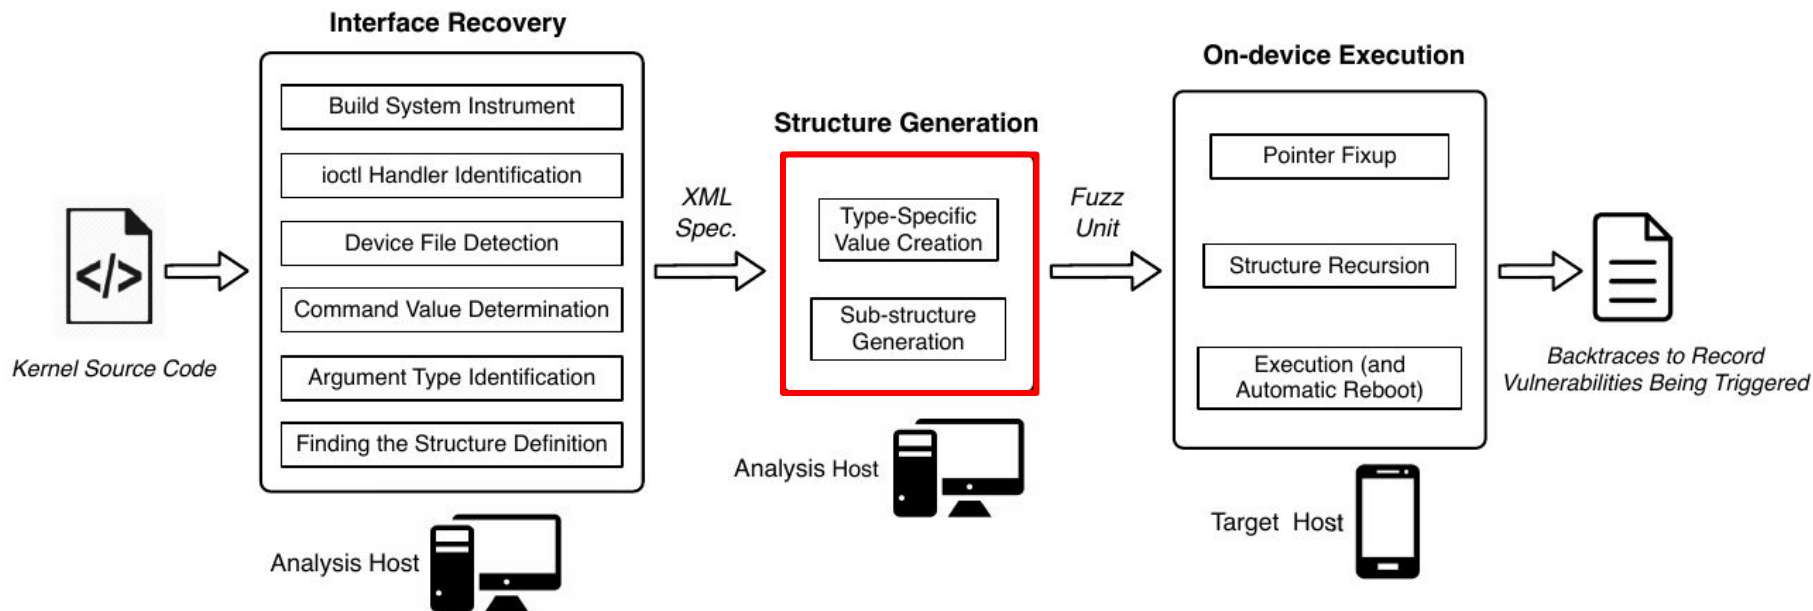 Interface Recovery
Build System Instrument
ioctl Handler Identification
Device File Detection
Command Value Determination
Argument Type Identification
Finding the Structure Definition
</>
Kernel Source Code
Analysis Host
XML
Spec.
Structure Generation
Type-Specific
Value Creation
Sub-structure
Generation
Analysis Host
Fuzz
Unit
On-device Execution
Pointer Fixup
Structure Recursion
Execution (and
Automatic Reboot)
Target Host
Backtraces to Record
Vulnerabilities Being Triggered